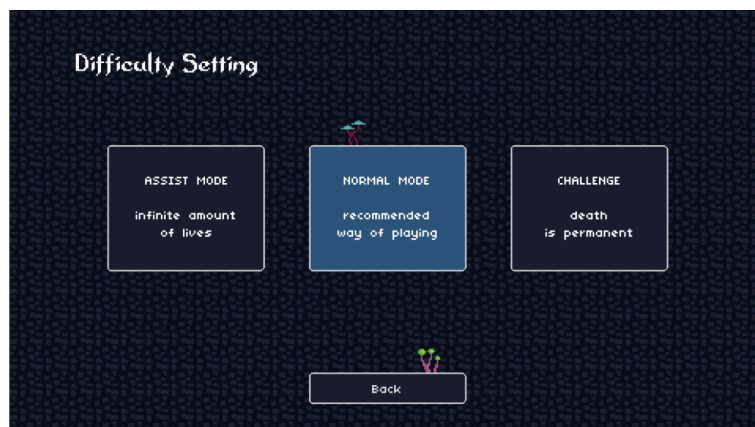 Difficulty Setting
ASSIST MODE
infinite amount
of lives
NORMAL MODE
recommended
way of playing
CHALLENGE
death
is permanent
Back